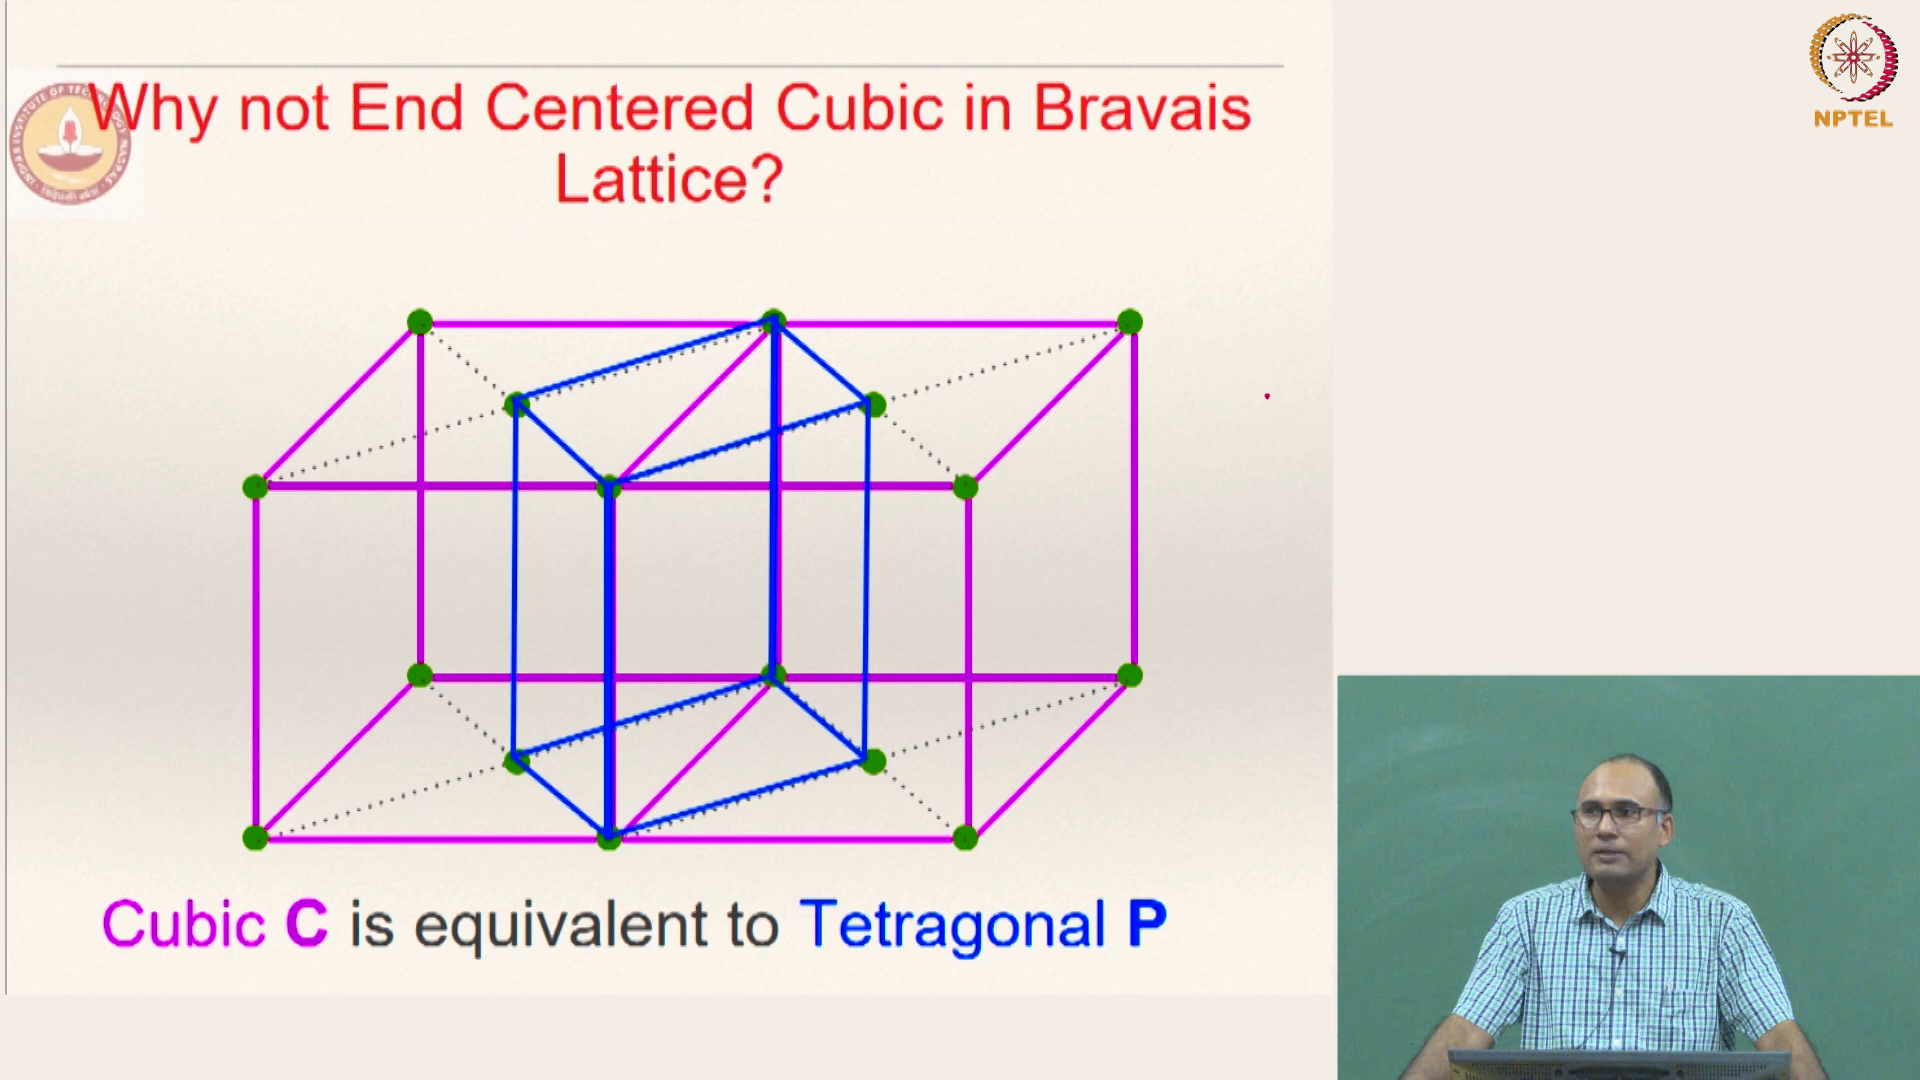 Why not End Centered Cubic in Bravais
Lattice?
NPTEL
Cubic C is equivalent to Tetragonal P